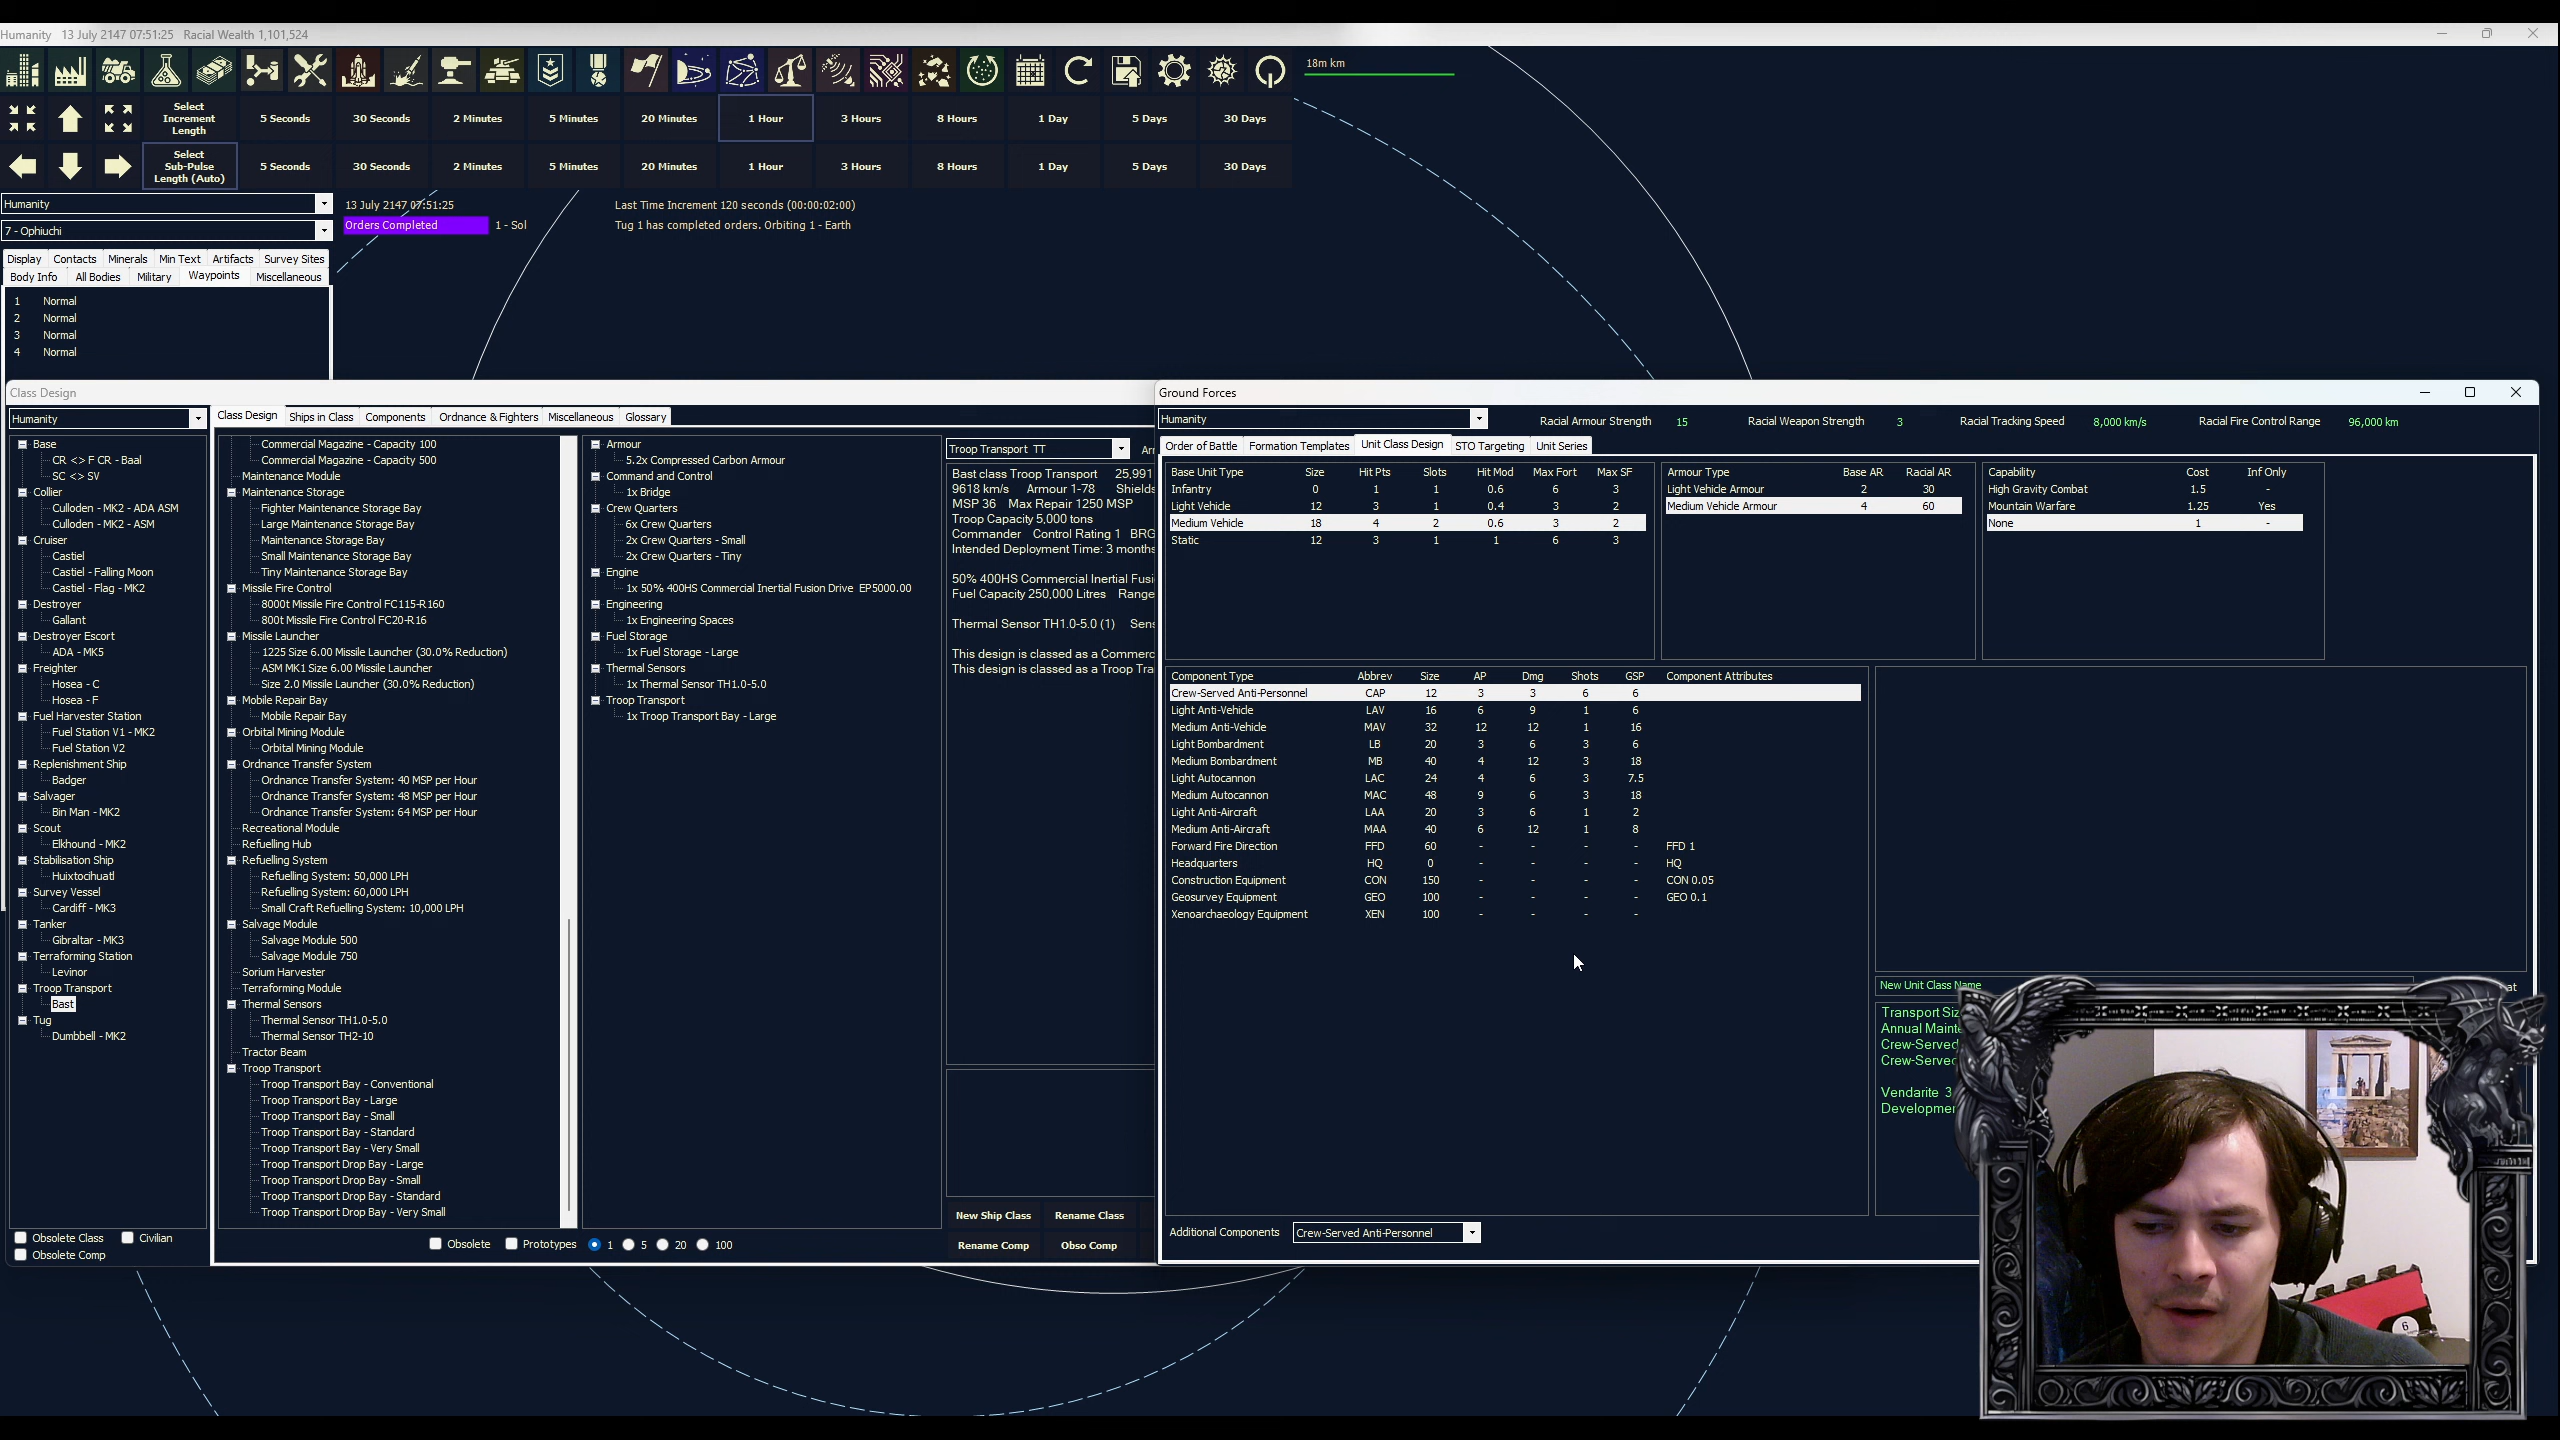 Humanity 13 July 2147 07:51:25 Racial Wealth 1,101,524
18m km
Select Increment Length 5 Seconds 30 Seconds 2 Minutes 5 Minutes 20 Minutes 1 Hour 3 Hours 8 Hours 1 Day 5 Days 30 Days
Select Sub-Pulse Length (Auto) 5 Seconds 30 Seconds 2 Minutes 5 Minutes 20 Minutes 1 Hour 3 Hours 8 Hours 1 Day 5 Days 30 Days
Humanity
7 - Ophiuchi
13 July 2147 07:51:25 Last Time Increment 120 seconds (00:00:02:00)
Orders Completed 1 - Sol Tug 1 has completed orders. Orbiting 1 - Earth
Display Contacts Minerals Min Text Artifacts Survey Sites
Body Info All Bodies Military Waypoints Miscellaneous
1 Normal
2 Normal
3 Normal
4 Normal
Class Design
Humanity
Class Design Ships in Class Components Ordnance & Fighters Miscellaneous Glossary
Base
CR <> F CR - Baal
SC <> SV
Collier
Culloden - MK2 - ADA ASM
Culloden - MK2 - ASM
Cruiser
Castiel
Castiel - Falling Moon
Castiel - Flag - MK2
Destroyer
Gallant
Destroyer Escort
ADA - MK5
Freighter
Hosea - C
Hosea - F
Fuel Harvester Station
Fuel Station V1 - MK2
Fuel Station V2
Replenishment Ship
Badger
Salvager
Bin Man - MK2
Scout
Elkhound - MK2
Stabilisation Ship
Huixtocihuatl
Survey Vessel
Cardiff - MK3
Tanker
Gibraltar - MK3
Terraforming Station
Levinor
Troop Transport
Bast
Tug
Dumbbell - MK2
Obsolete Class Civilian
Obsolete Comp
Commercial Magazine - Capacity 100
Commercial Magazine - Capacity 500
Maintenance Module
Maintenance Storage
Fighter Maintenance Storage Bay
Large Maintenance Storage Bay
Maintenance Storage Bay
Small Maintenance Storage Bay
Tiny Maintenance Storage Bay
Missile Fire Control
8000t Missile Fire Control FC115-R160
800t Missile Fire Control FC20-R16
Missile Launcher
1225 Size 6.00 Missile Launcher (30.0% Reduction)
ASM MK1 Size 6.00 Missile Launcher
Size 2.0 Missile Launcher (30.0% Reduction)
Mobile Repair Bay
Mobile Repair Bay
Orbital Mining Module
Orbital Mining Module
Ordnance Transfer System
Ordnance Transfer System: 40 MSP per Hour
Ordnance Transfer System: 48 MSP per Hour
Ordnance Transfer System: 64 MSP per Hour
Recreational Module
Refuelling Hub
Refuelling System
Refuelling System: 50,000 LPH
Refuelling System: 60,000 LPH
Small Craft Refuelling System: 10,000 LPH
Salvage Module
Salvage Module 500
Salvage Module 750
Sorium Harvester
Terraforming Module
Thermal Sensors
Thermal Sensor TH1.0-5.0
Thermal Sensor TH2-10
Tractor Beam
Troop Transport
Troop Transport Bay - Conventional
Troop Transport Bay - Large
Troop Transport Bay - Small
Troop Transport Bay - Standard
Troop Transport Bay - Very Small
Troop Transport Drop Bay - Large
Troop Transport Drop Bay - Small
Troop Transport Drop Bay - Standard
Troop Transport Drop Bay - Very Small
Obsolete Prototypes 1 5 20 100
Armour
5.2x Compressed Carbon Armour
Command and Control
1x Bridge
Crew Quarters
6x Crew Quarters
2x Crew Quarters - Small
2x Crew Quarters - Tiny
Engine
1x 50% 400HS Commercial Inertial Fusion Drive EP5000.00
Engineering
1x Engineering Spaces
Fuel Storage
1x Fuel Storage - Large
Thermal Sensors
1x Thermal Sensor TH1.0-5.0
Troop Transport
1x Troop Transport Bay - Large
Troop Transport TT
Bast class Troop Transport 25,991
9618 km/s Armour 1-78 Shields
MSP 36 Max Repair 1250 MSP
Troop Capacity 5,000 tons
Commander Control Rating 1 BRG
Intended Deployment Time: 3 months
50% 400HS Commercial Inertial Fusi
Fuel Capacity 250,000 Litres Range
Thermal Sensor TH1.0-5.0 (1) Sens
This design is classed as a Commerc
This design is classed as a Troop Tra
New Ship Class Rename Class
Rename Comp Obso Comp
Ground Forces
Humanity Racial Armour Strength 15 Racial Weapon Strength 3 Racial Tracking Speed 8,000 km/s Racial Fire Control Range 96,000 km
Order of Battle Formation Templates Unit Class Design STO Targeting Unit Series
Base Unit Type Size Hit Pts Slots Hit Mod Max Fort Max SF
Infantry 0 1 1 0.6 6 3
Light Vehicle 12 3 1 0.4 3 2
Medium Vehicle 18 4 2 0.6 3 2
Static 12 3 1 1 6 3
Armour Type Base AR Racial AR
Light Vehicle Armour 2 30
Medium Vehicle Armour 4 60
Capability Cost Inf Only
High Gravity Combat 1.5 -
Mountain Warfare 1.25 Yes
None 1 -
Component Type Abbrev Size AP Dmg Shots GSP Component Attributes
Crew-Served Anti-Personnel CAP 12 3 3 6 6
Light Anti-Vehicle LAV 16 6 9 1 6
Medium Anti-Vehicle MAV 32 12 12 1 16
Light Bombardment LB 20 3 6 3 6
Medium Bombardment MB 40 4 12 3 18
Light Autocannon LAC 24 4 6 3 7.5
Medium Autocannon MAC 48 9 6 3 18
Light Anti-Aircraft LAA 20 3 6 1 2
Medium Anti-Aircraft MAA 40 6 12 1 8
Forward Fire Direction FFD 60 - - - - FFD 1
Headquarters HQ 0 - - - - HQ
Construction Equipment CON 150 - - - - CON 0.05
Geosurvey Equipment GEO 100 - - - - GEO 0.1
Xenoarchaeology Equipment XEN 100 - - - -
Additional Components Crew-Served Anti-Personnel
New Unit Class Name
Transport Siz
Annual Mainte
Crew-Served
Crew-Served
Vendarite 3
Developmen
6